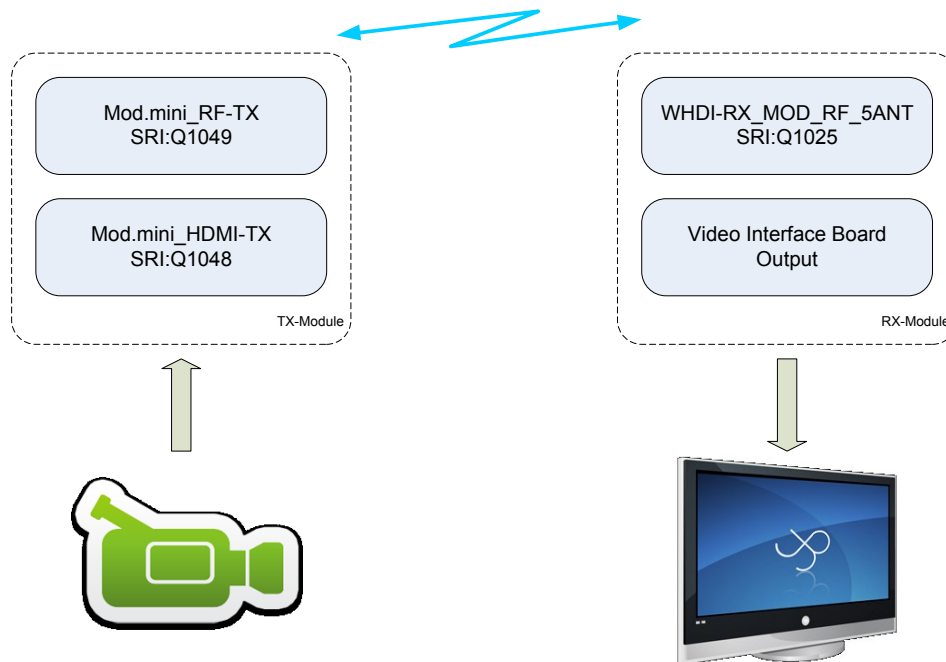 Mod.mini_RF-TX
SRI:Q1049
Mod.mini_HDMI-TX
SRI:Q1048
TX-Module
WHDI-RX_MOD_RF_5ANT
SRI:Q1025
Video Interface Board
Output
RX-Module